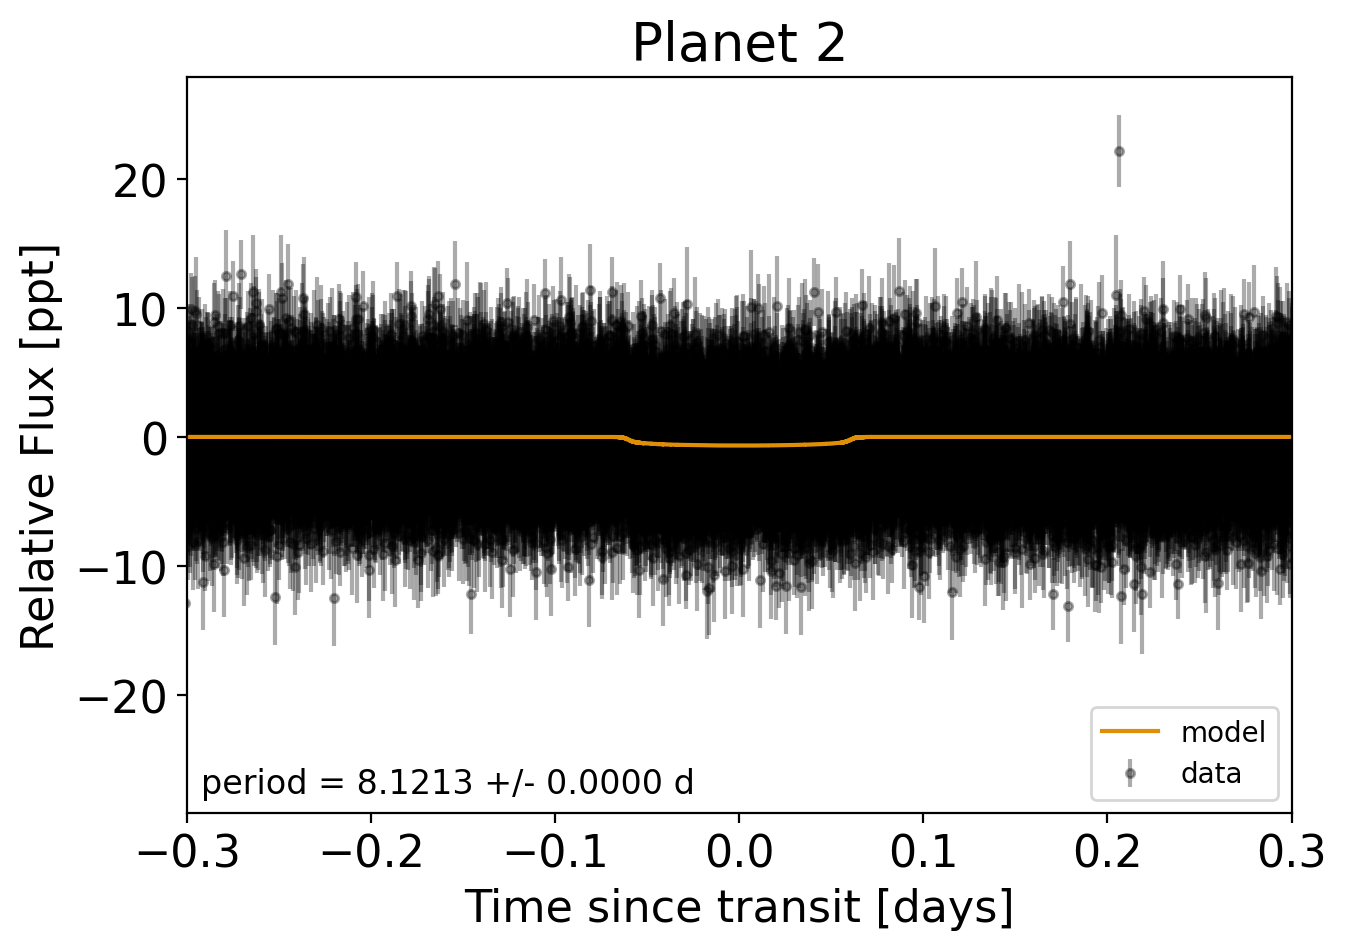 Planet 2
Relative Flux [ppt]
20
10
0
−10
−20
model
data
period = 8.1213 +/- 0.0000 d
−0.3 −0.2 −0.1 0.0 0.1 0.2 0.3
Time since transit [days]